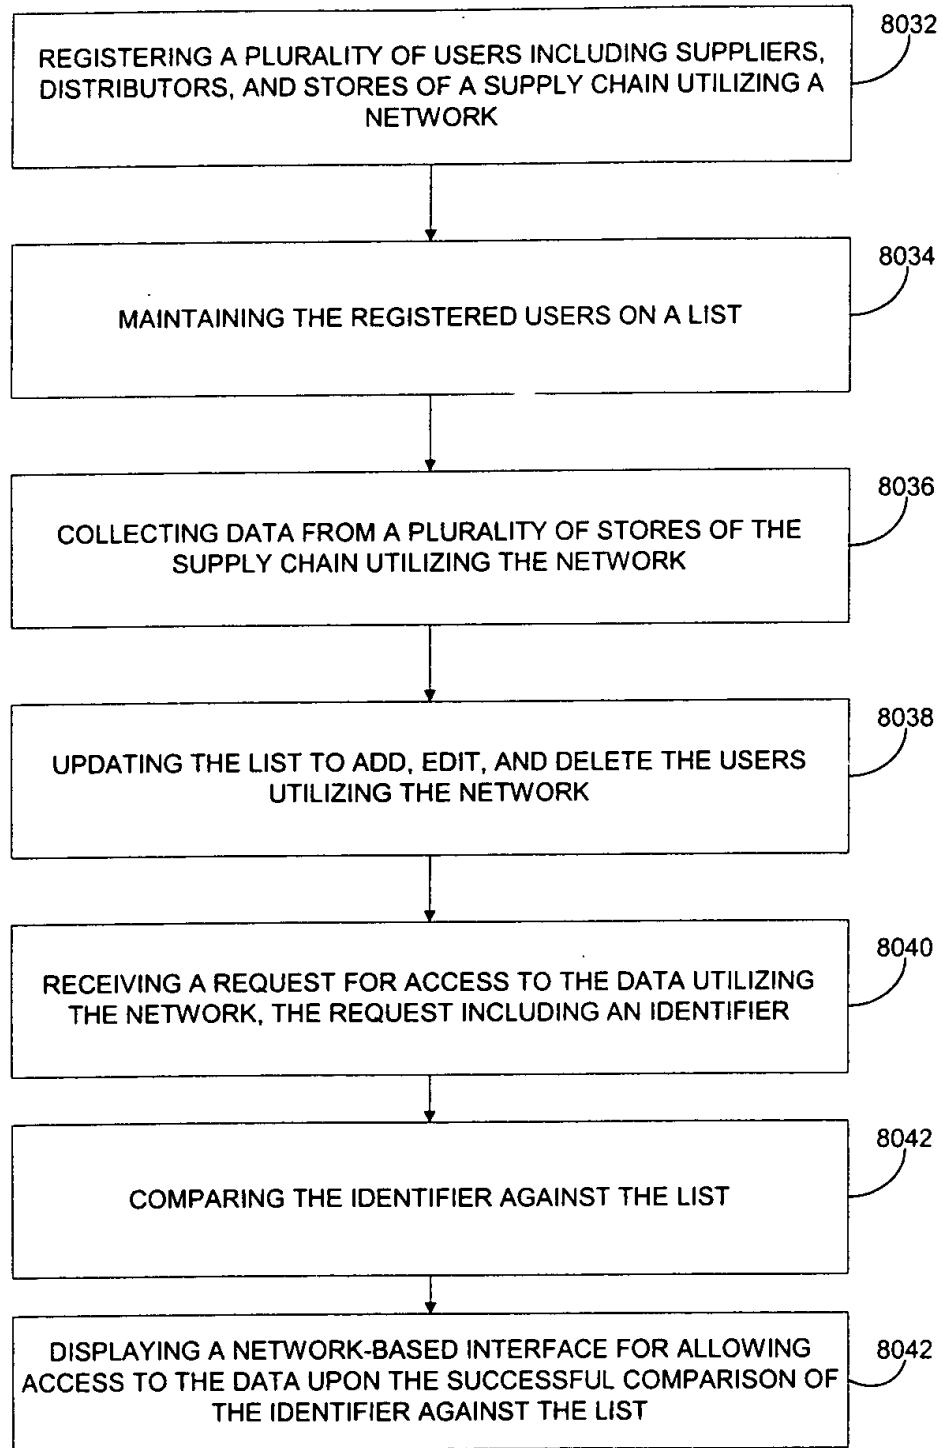 8032
REGISTERING A PLURALITY OF USERS INCLUDING SUPPLIERS,
DISTRIBUTORS, AND STORES OF A SUPPLY CHAIN UTILIZING A
NETWORK
8034
MAINTAINING THE REGISTERED USERS ON A LIST
8036
COLLECTING DATA FROM A PLURALITY OF STORES OF THE
SUPPLY CHAIN UTILIZING THE NETWORK
8038
UPDATING THE LIST TO ADD, EDIT, AND DELETE THE USERS
UTILIZING THE NETWORK
8040
RECEIVING A REQUEST FOR ACCESS TO THE DATA UTILIZING
THE NETWORK, THE REQUEST INCLUDING AN IDENTIFIER
8042
COMPARING THE IDENTIFIER AGAINST THE LIST
8042
DISPLAYING A NETWORK-BASED INTERFACE FOR ALLOWING
ACCESS TO THE DATA UPON THE SUCCESSFUL COMPARISON OF
THE IDENTIFIER AGAINST THE LIST